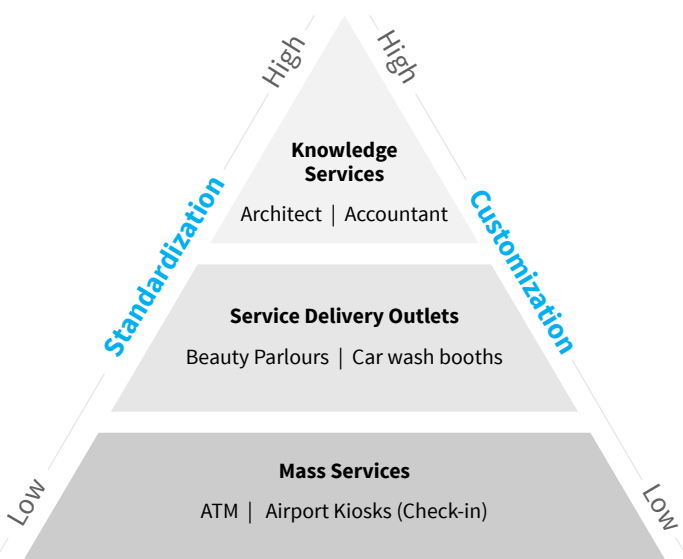 High
High
Knowledge
Services
Architect | Accountant
Standardization
Customization
Service Delivery Outlets
Beauty Parlours | Car wash booths
Mass Services
ATM | Airport Kiosks (Check-in)
Low
Low